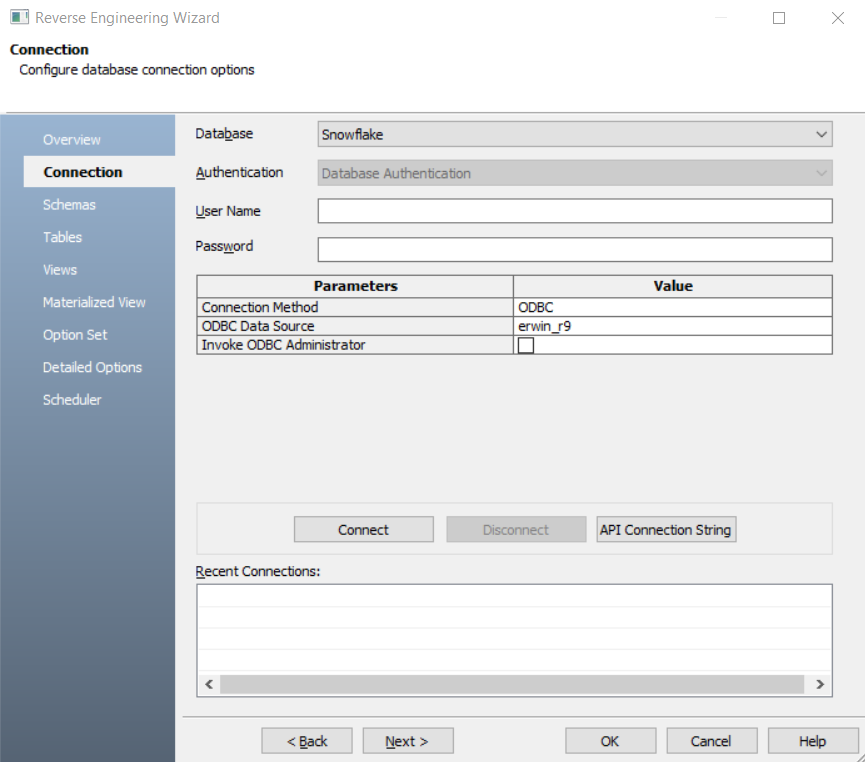 Reverse Engineering Wizard
Connection
Configure database connection options
Overview
Connection
Schemas
Tables
Views
Materialized View
Option Set
Detailed Options
Scheduler
Database Snowflake
Authentication Database Authentication
User Name
Password
Parameters Value
Connection Method ODBC
ODBC Data Source erwin_r9
Invoke ODBC Administrator
Connect Disconnect API Connection String
Recent Connections:
< Back Next > OK Cancel Help